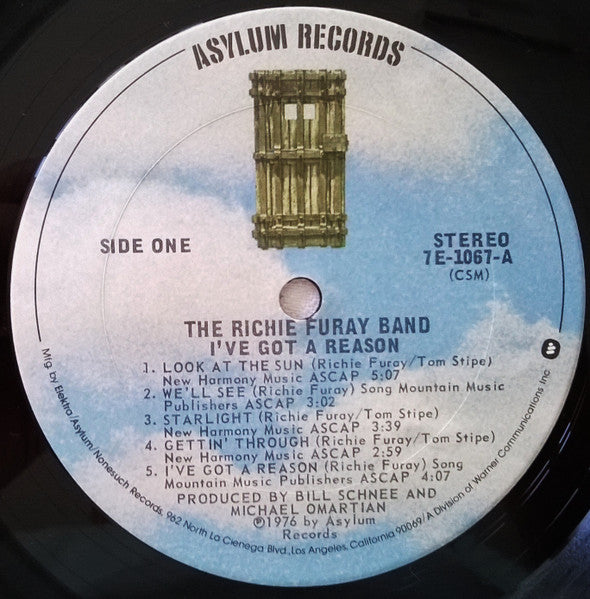 ASYLUM RECORDS
SIDE ONE
STEREO
7E-1067-A
(CSM)
THE RICHIE FURAY BAND
I'VE GOT A REASON
1. LOOK AT THE SUN (Richie Furay/Tom Stipe)
New Harmony Music ASCAP 5:07
2. WE'LL SEE (Richie Furay) Song Mountain Music
Publishers ASCAP 3:02
3. STARLIGHT (Richie Furay/Tom Stipe)
New Harmony Music ASCAP 3:39
4. GETTIN' THROUGH (Richie Furay/Tom Stipe)
New Harmony Music ASCAP 2:59
5. I'VE GOT A REASON (Richie Furay) Song
Mountain Music Publishers ASCAP 4:07
PRODUCED BY BILL SCHNEE AND
MICHAEL OMARTIAN
℗1976 by Asylum
Records
Mfg. by Elektra/Asylum/Nonesuch Records, 962 North La Cienega Blvd., Los Angeles, California 90069/A Division of Warner Communications Inc